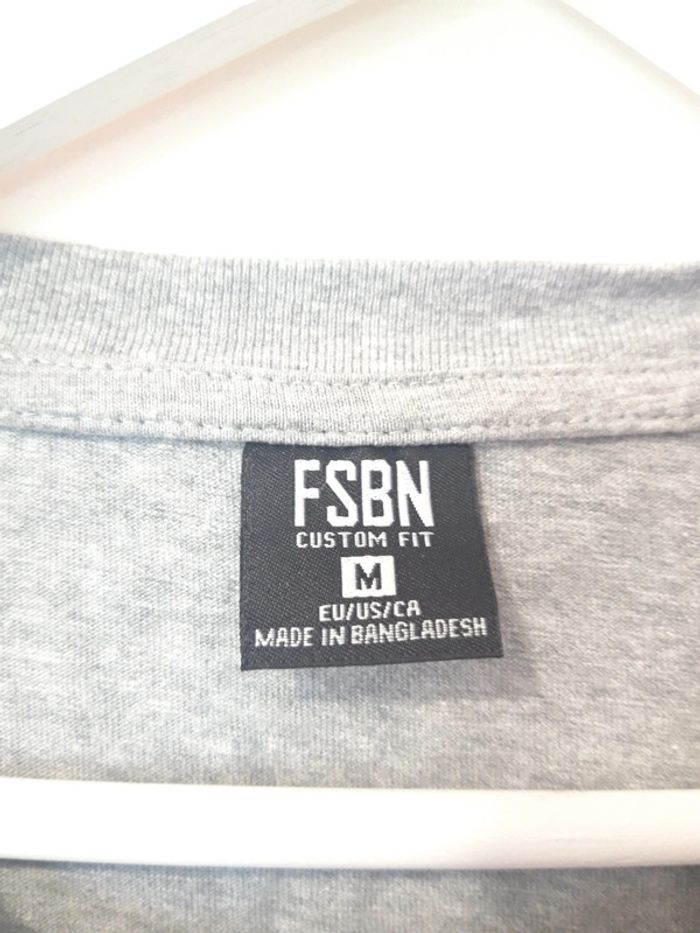 FSBN
CUSTOM FIT
M
EU/US/CA
MADE IN BANGLADESH